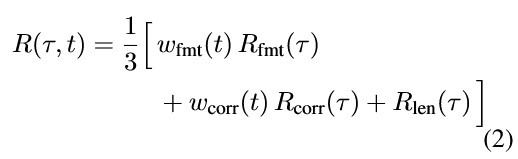 R(τ, t) = 1/3 [ w_fmt(t) R_fmt(τ)
+ w_corr(t) R_corr(τ) + R_len(τ) ]
(2)